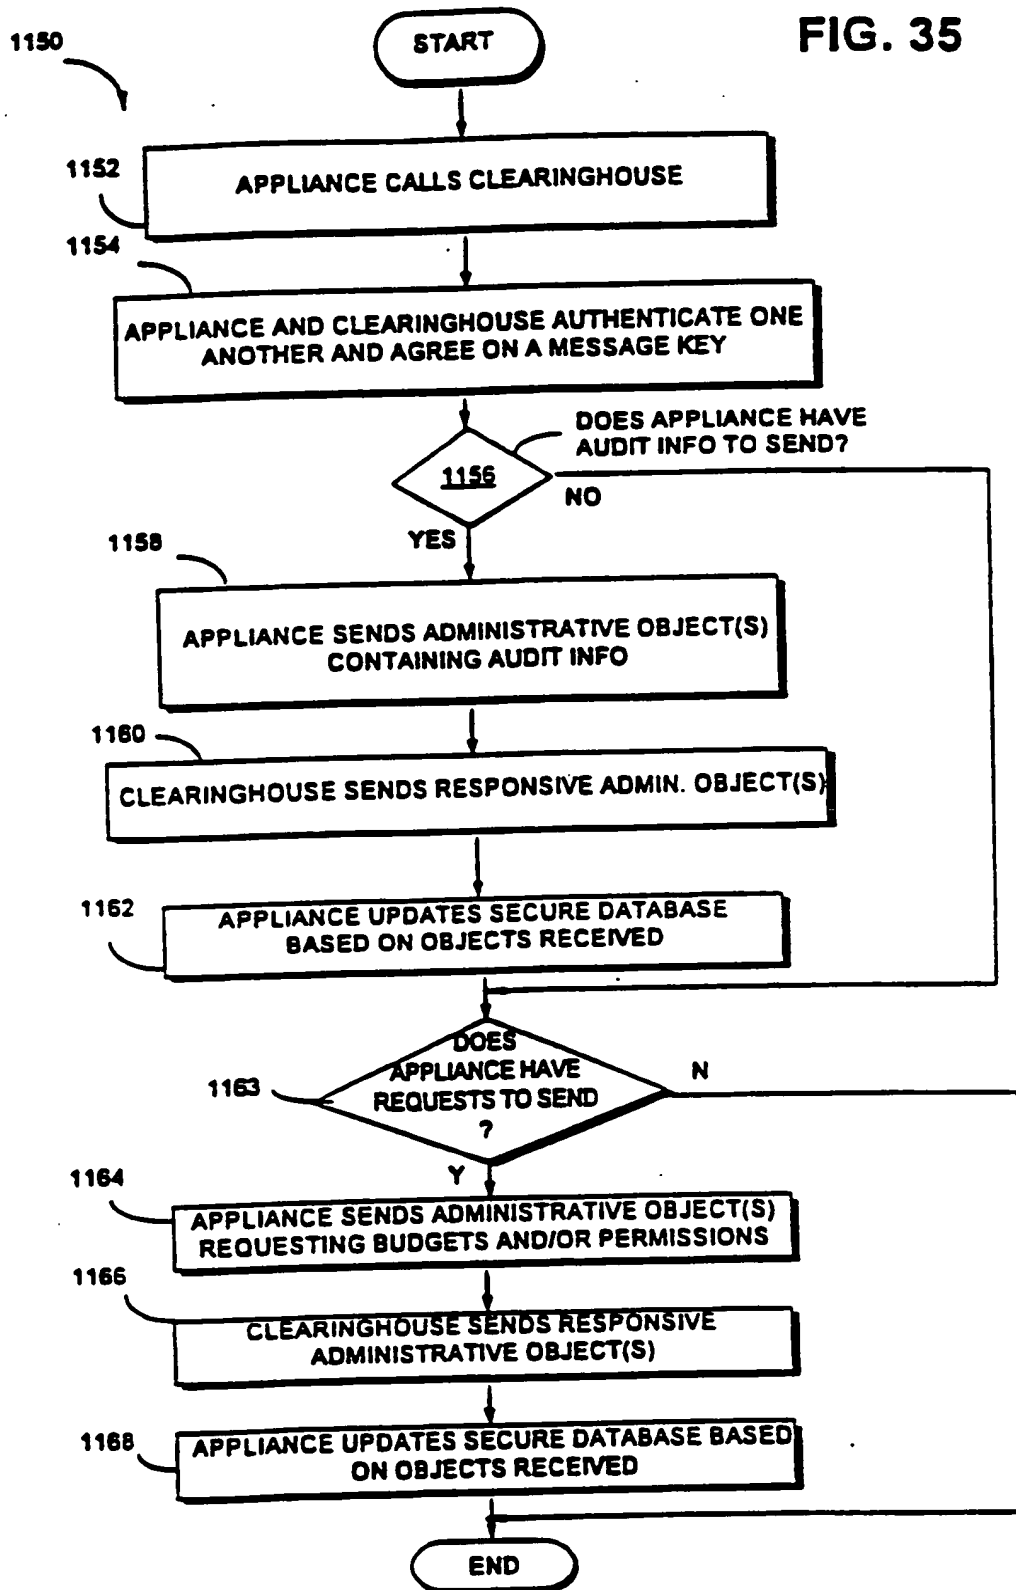 FIG. 35
1150
START
1152
APPLIANCE CALLS CLEARINGHOUSE
1154
APPLIANCE AND CLEARINGHOUSE AUTHENTICATE ONE
ANOTHER AND AGREE ON A MESSAGE KEY
DOES APPLIANCE HAVE
AUDIT INFO TO SEND?
1156
NO
YES
1158
APPLIANCE SENDS ADMINISTRATIVE OBJECT(S)
CONTAINING AUDIT INFO
1160
CLEARINGHOUSE SENDS RESPONSIVE ADMIN. OBJECT(S)
1162
APPLIANCE UPDATES SECURE DATABASE
BASED ON OBJECTS RECEIVED
1163
DOES
APPLIANCE HAVE
REQUESTS TO SEND
?
N
Y
1164
APPLIANCE SENDS ADMINISTRATIVE OBJECT(S)
REQUESTING BUDGETS AND/OR PERMISSIONS
1166
CLEARINGHOUSE SENDS RESPONSIVE
ADMINISTRATIVE OBJECT(S)
1168
APPLIANCE UPDATES SECURE DATABASE BASED
ON OBJECTS RECEIVED
END